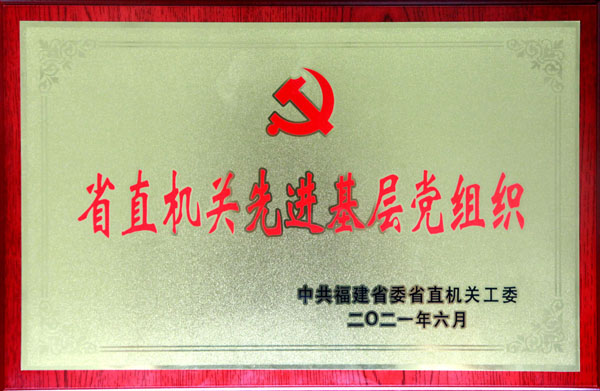 省直机关先进基层党组织
中共福建省委省直机关工委
二〇二一年六月